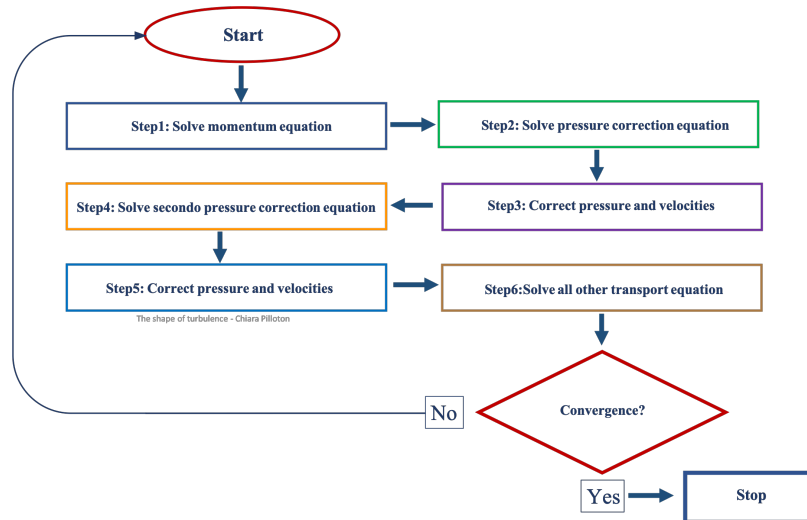 Start
Step1: Solve momentum equation
Step2: Solve pressure correction equation
Step3: Correct pressure and velocities
Step4: Solve secondo pressure correction equation
Step5: Correct pressure and velocities
Step6:Solve all other transport equation
The shape of turbulence - Chiara Pilloton
Convergence?
No
Yes
Stop